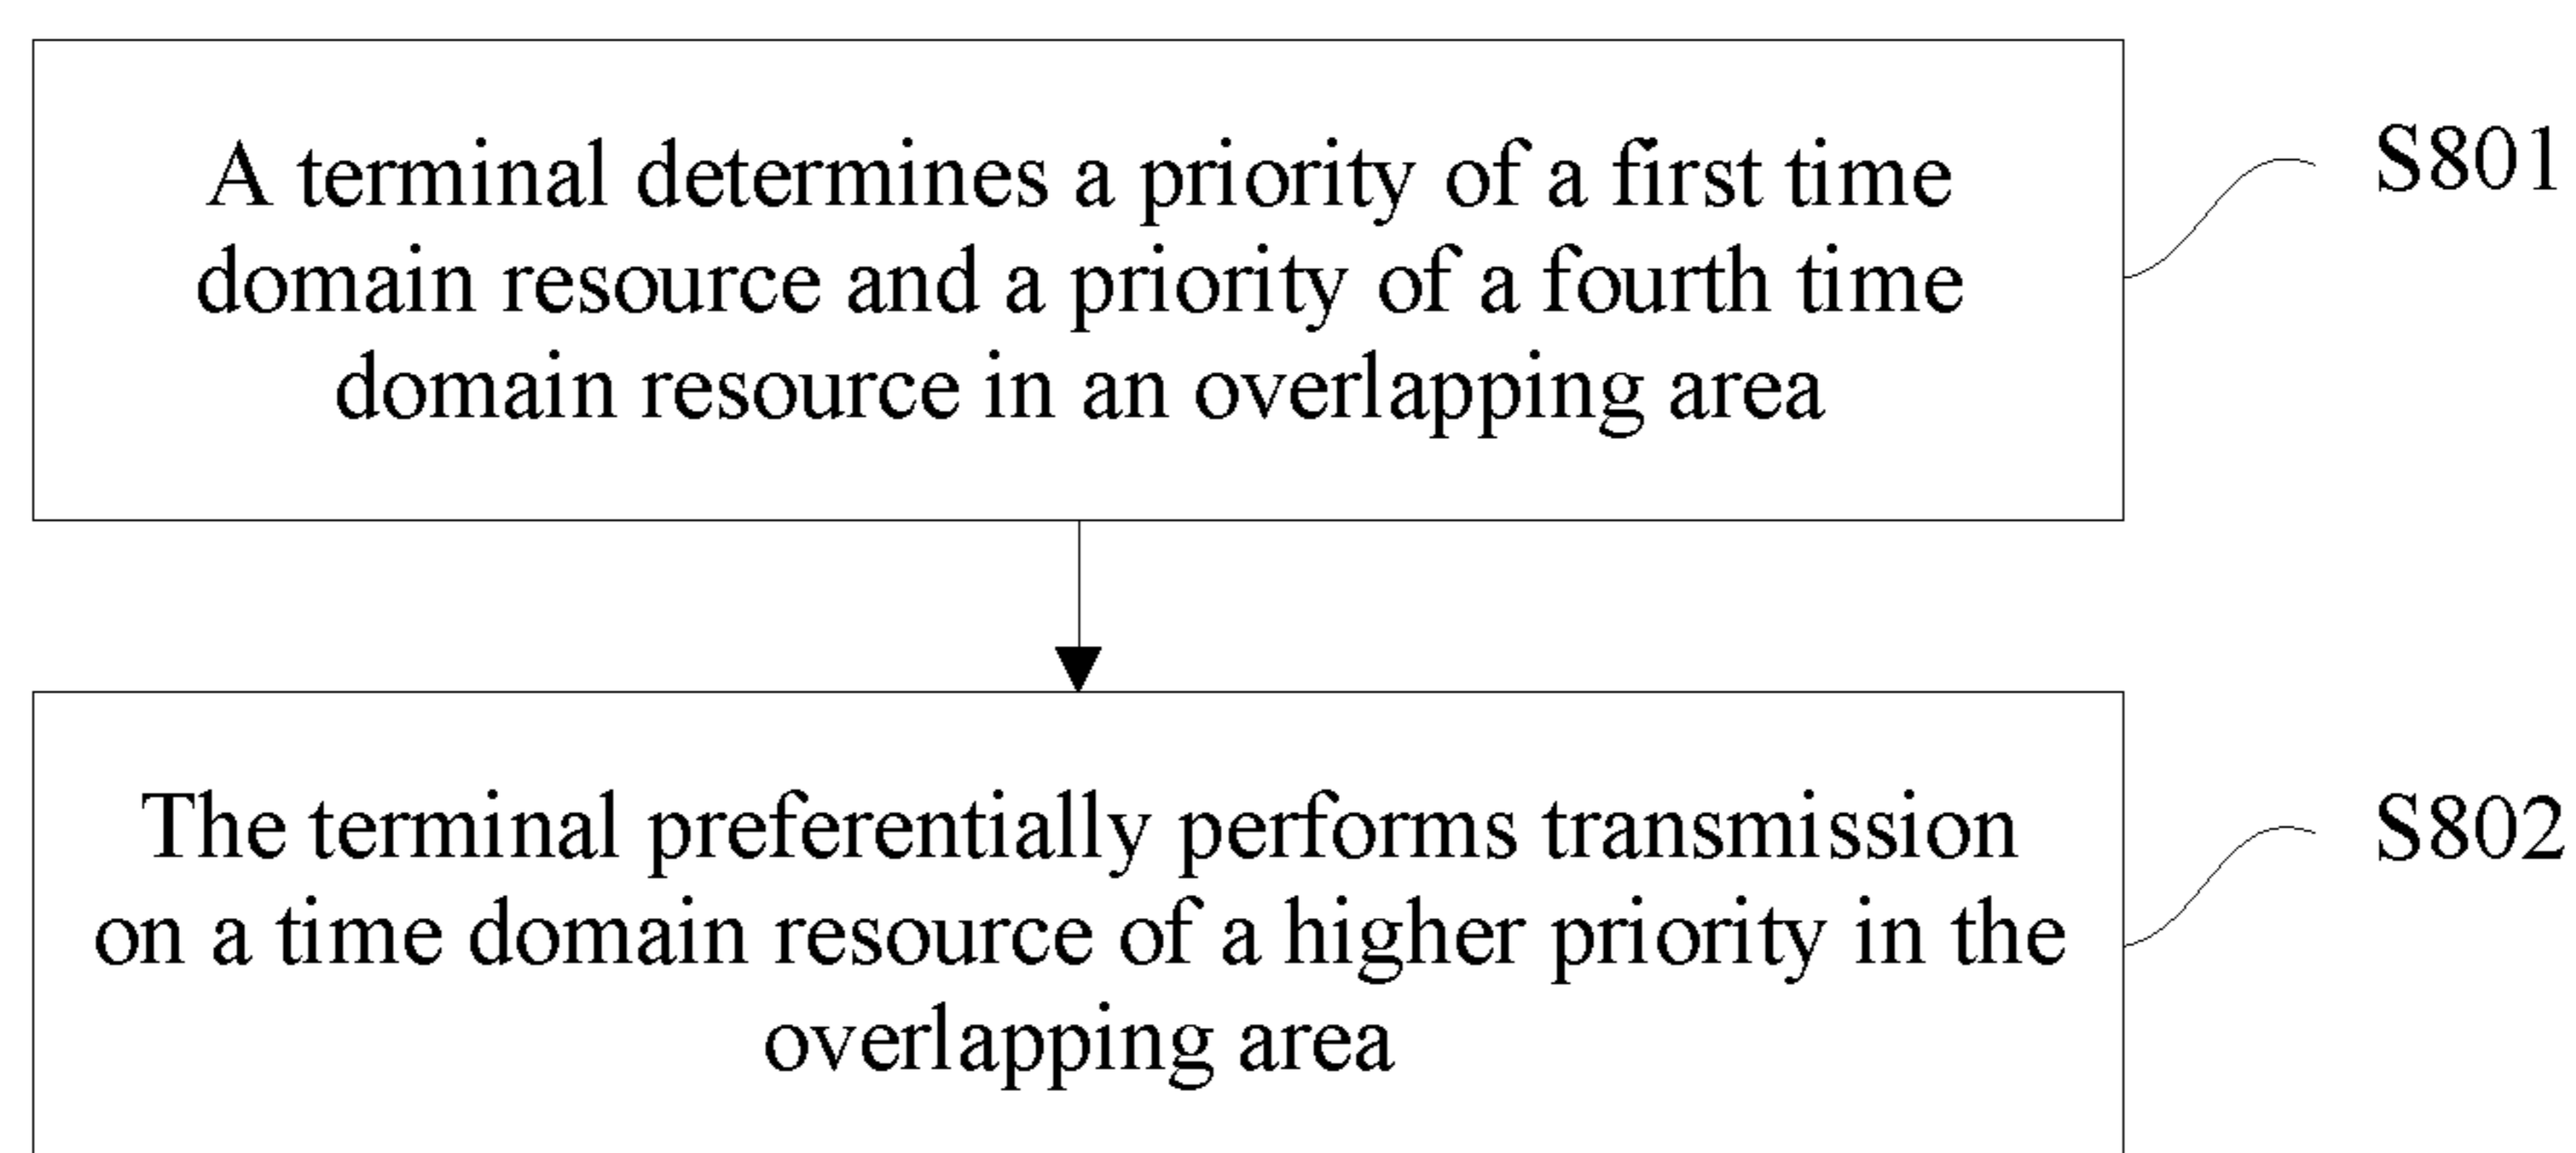 A terminal determines a priority of a first time
domain resource and a priority of a fourth time
domain resource in an overlapping area
S801
The terminal preferentially performs transmission
on a time domain resource of a higher priority in the
overlapping area
S802